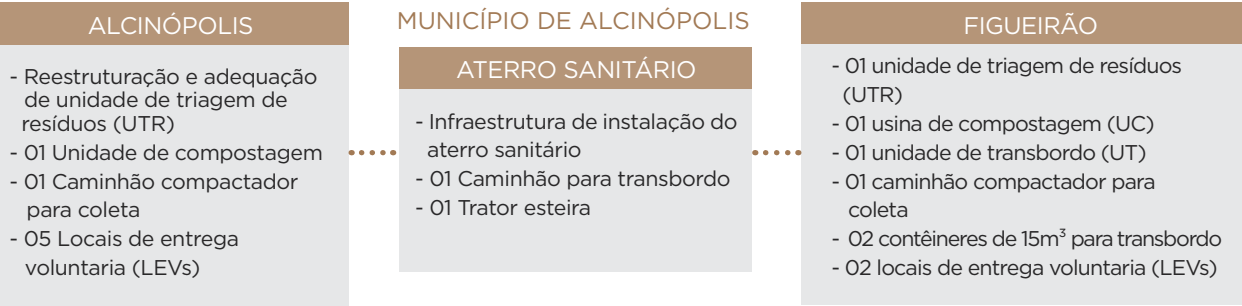 ALCINÓPOLIS
- Reestruturação e adequação
de unidade de triagem de
resíduos (UTR)
- 01 Unidade de compostagem
- 01 Caminhão compactador
para coleta
- 05 Locais de entrega
voluntaria (LEVs)
MUNICÍPIO DE ALCINÓPOLIS
ATERRO SANITÁRIO
- Infraestrutura de instalação do
aterro sanitário
- 01 Caminhão para transbordo
- 01 Trator esteira
FIGUEIRÃO
- 01 unidade de triagem de resíduos
(UTR)
- 01 usina de compostagem (UC)
- 01 unidade de transbordo (UT)
- 01 caminhão compactador para
coleta
- 02 contêineres de 15m³ para transbordo
- 02 locais de entrega voluntaria (LEVs)